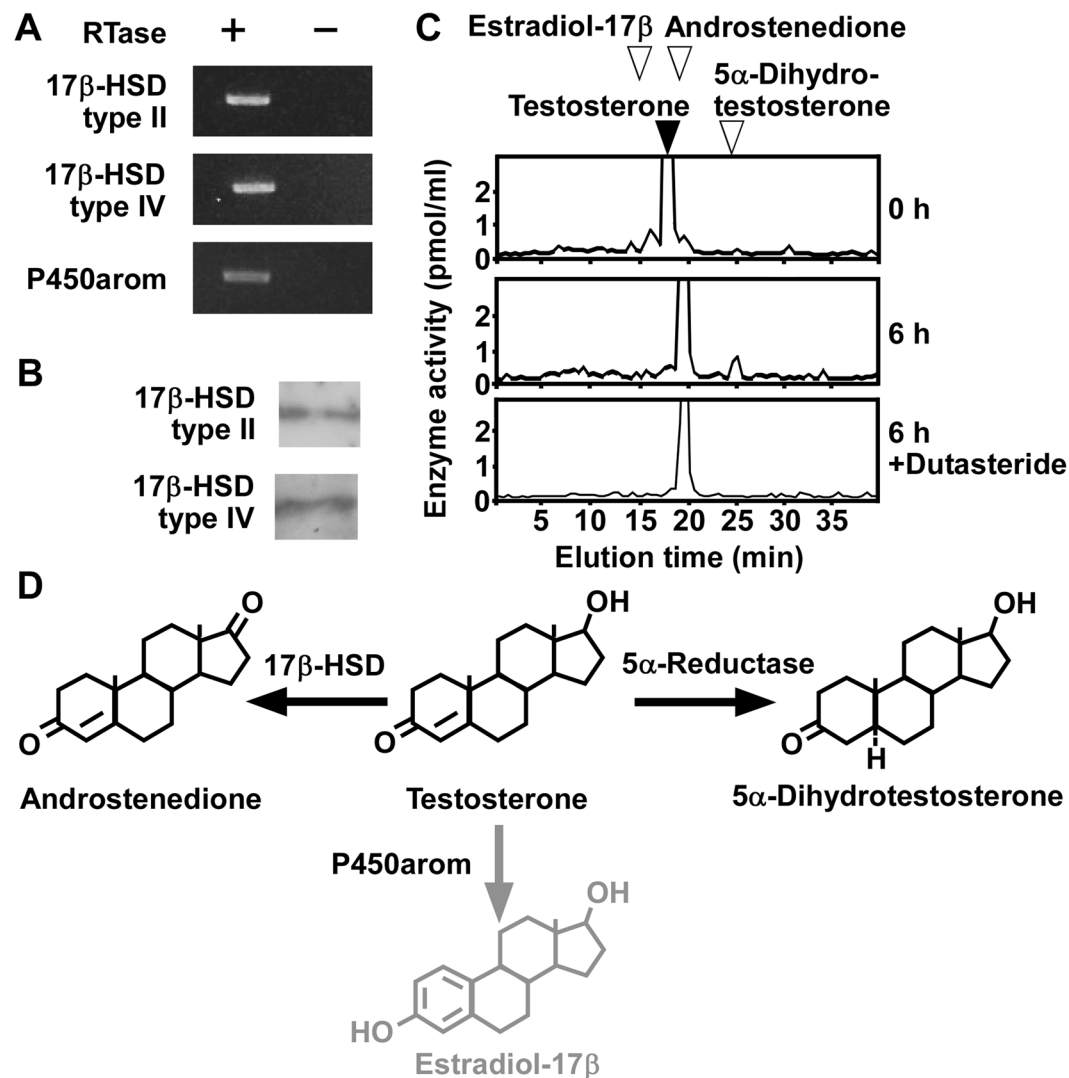 A
RTase + −
17β-HSD
type II
17β-HSD
type IV
P450arom
B
17β-HSD
type II
17β-HSD
type IV
C
Estradiol-17β Androstenedione
Testosterone
5α-Dihydro-
testosterone
Enzyme activity (pmol/ml)
2
1
0
0 h
2
1
0
6 h
2
1
0
6 h
+Dutasteride
5 10 15 20 25 30 35
Elution time (min)
D
O
O
Androstenedione
17β-HSD
OH
O
Testosterone
5α-Reductase
OH
O
H
5α-Dihydrotestosterone
P450arom
OH
HO
Estradiol-17β